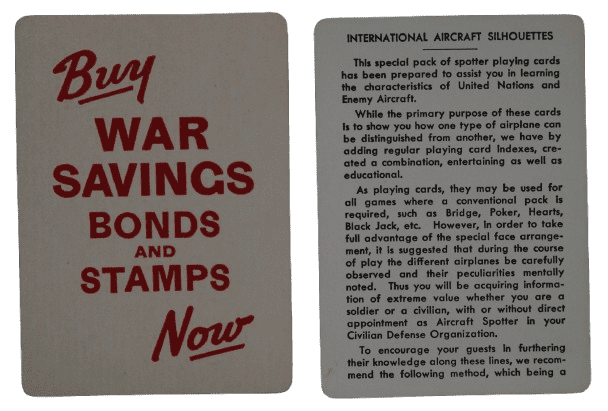 Buy
WAR
SAVINGS
BONDS
AND
STAMPS
Now
INTERNATIONAL AIRCRAFT SILHOUETTES
This special pack of spotter playing cards
has been prepared to assist you in learning
the characteristics of United Nations and
Enemy Aircraft.
While the primary purpose of these cards
Is to show you how one type of airplane can
be distinguished from another, we have by
adding regular playing card Indexes, cre-
ated a combination, entertaining as well as
educational.
As playing cards, they may be used for
all games where a conventional pack Is
required, such as Bridge, Poker, Hearts,
Black Jack, etc. However, In order to take
full advantage of the special face arrange-
ment, it is suggested that during the course
of play the different airplanes be carefully
observed and their peculiarities mentally
noted. Thus you will be acquiring informa-
tion of extreme value whether you are a
soldier or a civilian, with or without direct
appointment as Aircraft Spotter in your
Civilian Defense Organization.
To encourage your guests In furthering
their knowledge along these lines, we recom-
mend the following method, which being a